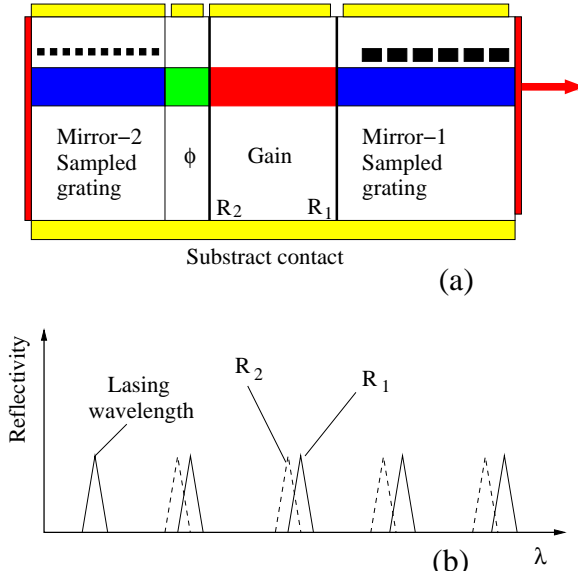 Mirror−2
Sampled
grating
ϕ
Gain
Mirror−1
Sampled
grating
R2
R1
Substract contact
(a)
Reflectivity
Lasing
wavelength
R2
R1
λ
(b)